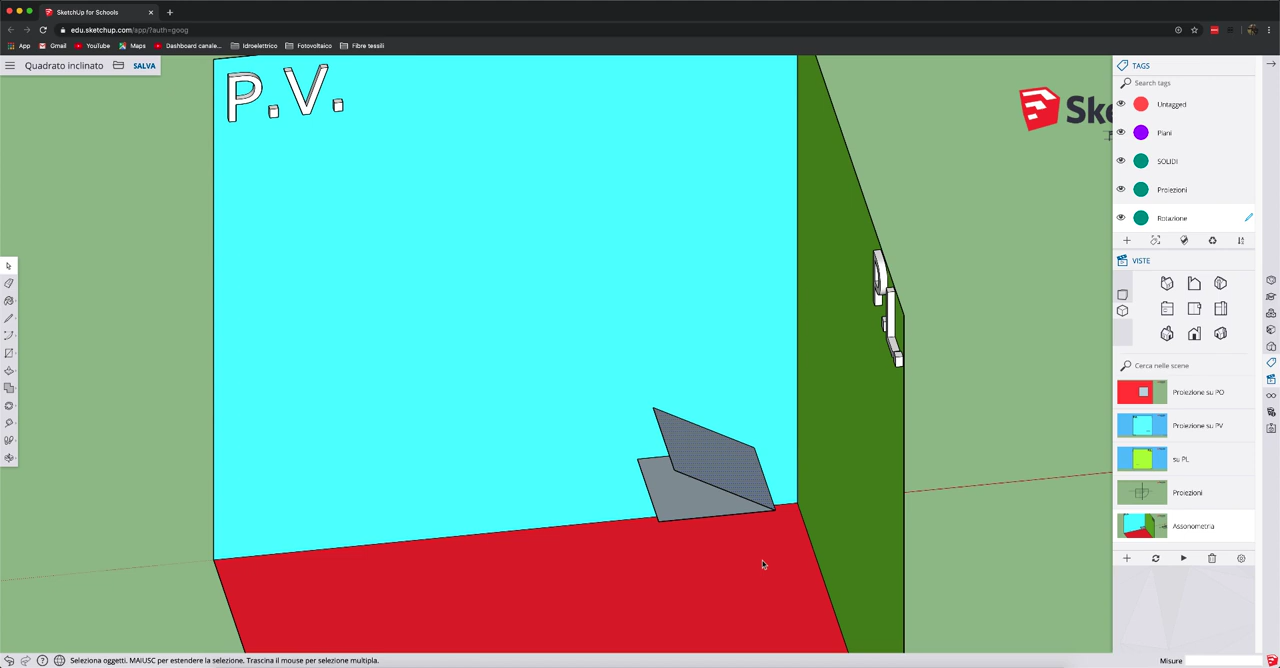 SketchUp for Schools
edu.sketchup.com/app/?auth=goog
App Gmail YouTube Maps Dashboard canale... Idroelettrico Fotovoltaico Fibre tessili
Quadrato inclinato SALVA
P.V.
Ske
TAGS
Search tags
Untagged
Piani
SOLIDI
Proiezioni
Rotazione
VISTE
Cerca nelle scene
Proiezione su PO
Proiezione su PV
su PL
Proiezioni
Assonometria
Seleziona oggetti. MAIUSC per estendere la selezione. Trascina il mouse per selezione multipla.
Misure